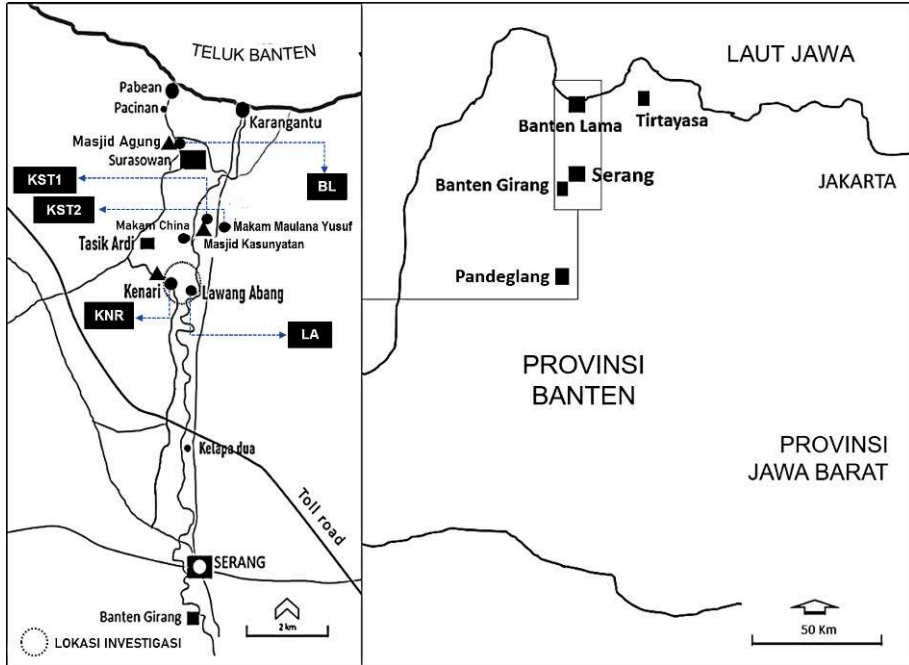 TELUK BANTEN
Pabean
Pacinan
Karangantu
Masjid Agung
Surasowan
KST1
BL
KST2
Makam China
Makam Maulana Yusuf
Masjid Kasunyatan
Tasik Ardi
Kenari
Lawang Abang
KNR
LA
Kelapa dua
Toll road
SERANG
Banten Girang
2 km
LOKASI INVESTIGASI
LAUT JAWA
Banten Lama
Tirtayasa
Serang
Banten Girang
JAKARTA
Pandeglang
PROVINSI
BANTEN
PROVINSI
JAWA BARAT
50 Km